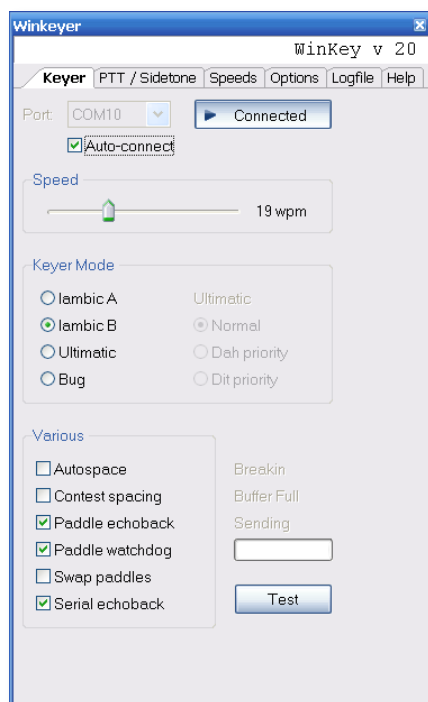 Winkeyer
WinKey v 20
Keyer PTT / Sidetone Speeds Options Logfile Help
Port: COM10 Connected
Auto-connect
Speed
19 wpm
Keyer Mode
Iambic A Ultimatic
Iambic B Normal
Ultimatic Dah priority
Bug Dit priority
Various
Autospace Breakin
Contest spacing Buffer Full
Paddle echoback Sending
Paddle watchdog
Swap paddles
Serial echoback Test